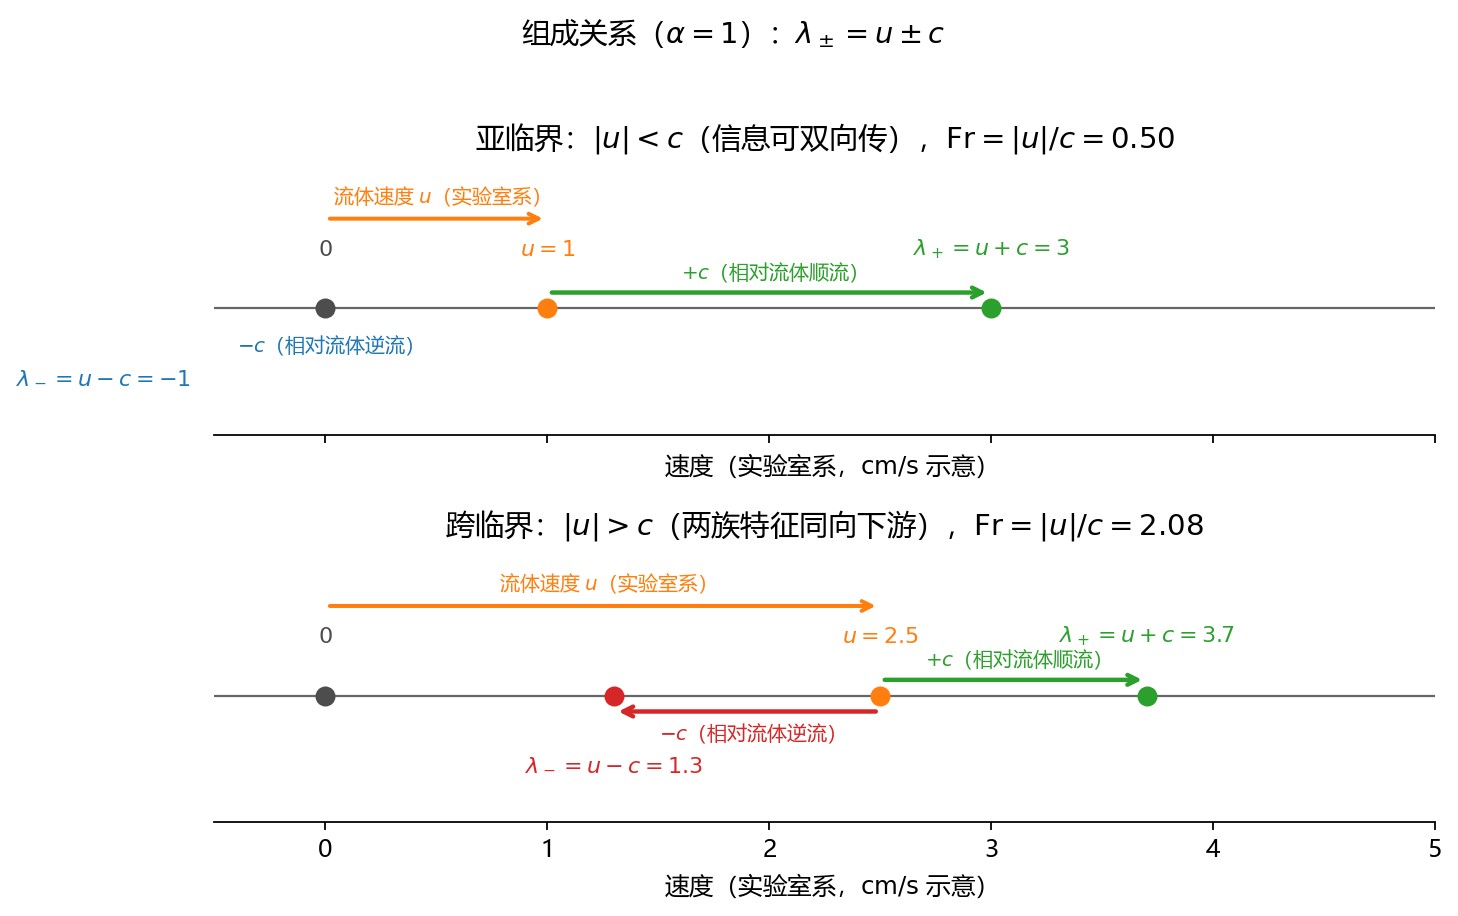 组成关系（α = 1）：λ± = u ± c
亚临界：|u| < c（信息可双向传），Fr = |u|/c = 0.50
流体速度 u（实验室系）
0
u = 1
λ+ = u + c = 3
+c（相对流体顺流）
−c（相对流体逆流）
λ− = u − c = −1
速度（实验室系，cm/s 示意）
跨临界：|u| > c（两族特征同向下游），Fr = |u|/c = 2.08
流体速度 u（实验室系）
0
u = 2.5
λ+ = u + c = 3.7
+c（相对流体顺流）
−c（相对流体逆流）
λ− = u − c = 1.3
0 1 2 3 4 5
速度（实验室系，cm/s 示意）